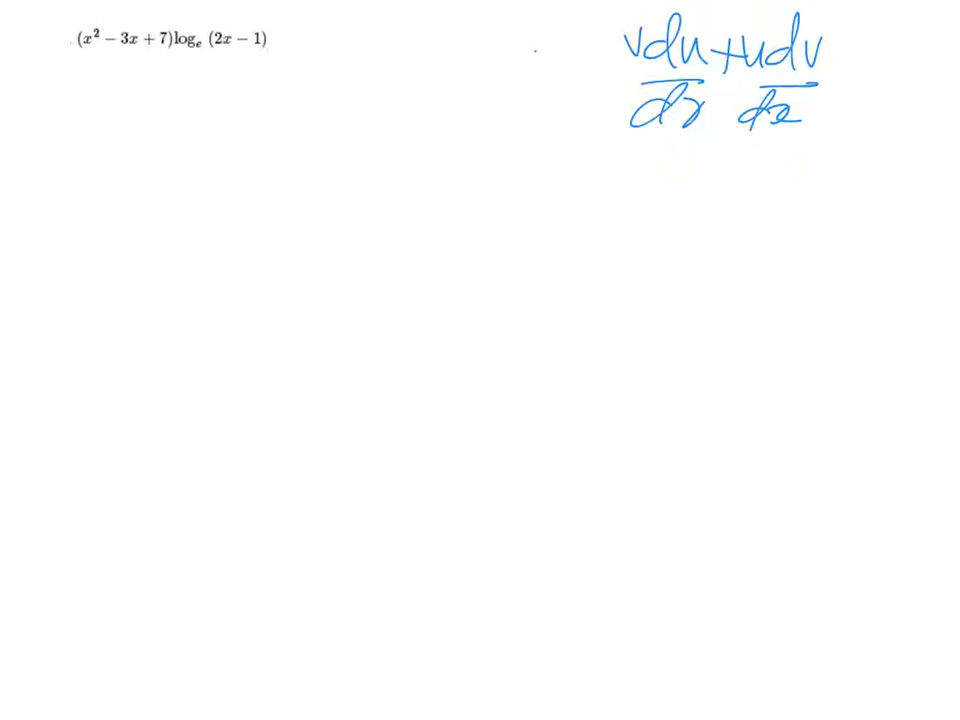 (x² − 3x + 7)logₑ (2x − 1)
vdu + udv
dx dx